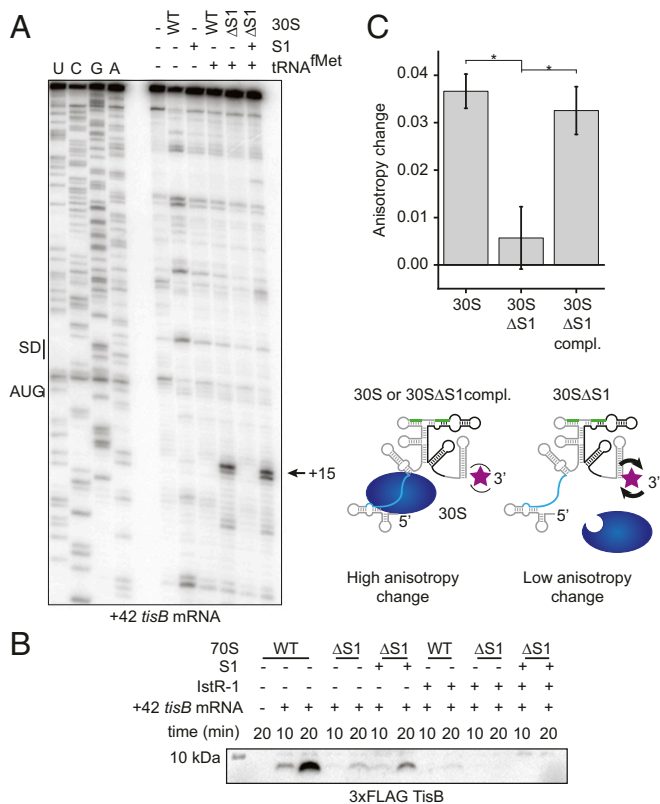 A
- WT - WT ΔS1 ΔS1 30S
- - + - - + S1
- - - + + + tRNAfMet
U C G A
SD
AUG
+15
+42 tisB mRNA
C
Anisotropy change
0.04
0.03
0.02
0.01
0.00
* *
30S
30S ΔS1
30S ΔS1 compl.
30S or 30SΔS1compl.
30SΔS1
3’
5’
30S
3’
5’
High anisotropy change
Low anisotropy change
B
70S WT ΔS1 ΔS1 WT ΔS1 ΔS1
S1 - - - - - + + - - - - + +
IstR-1 - - - - - - - + + + + + +
+42 tisB mRNA - + + + + + + + + + + + +
time (min) 20 10 20 10 20 10 20 10 20 10 20 10 20
10 kDa
3xFLAG TisB